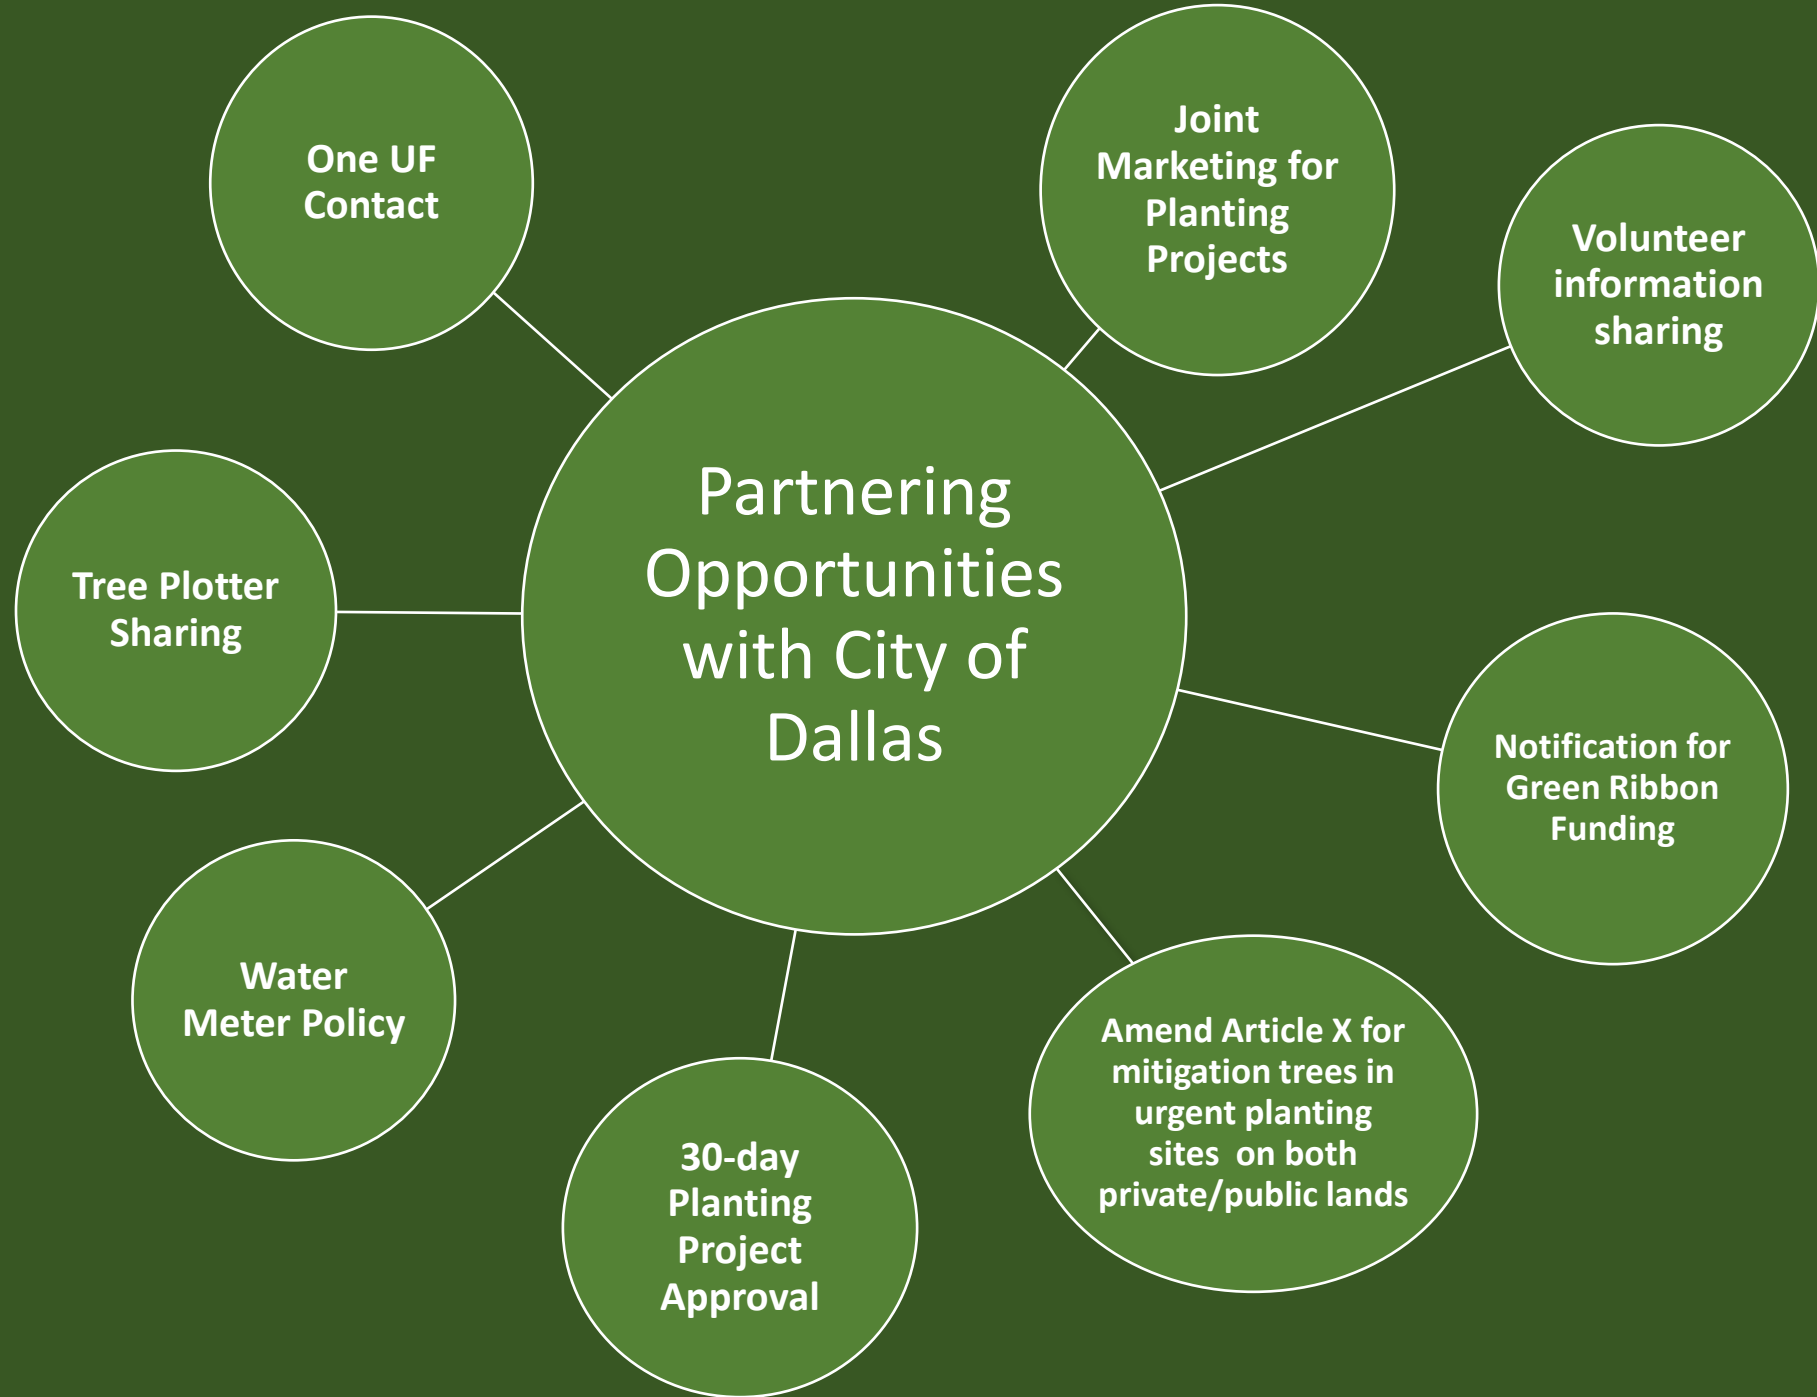 One UF
Contact
Joint
Marketing for
Planting
Projects
Volunteer
information
sharing
Partnering
Opportunities
with City of
Dallas
Tree Plotter
Sharing
Notification for
Green Ribbon
Funding
Water
Meter Policy
Amend Article X for
mitigation trees in
urgent planting
sites  on both
private/public lands
30-day
Planting
Project
Approval